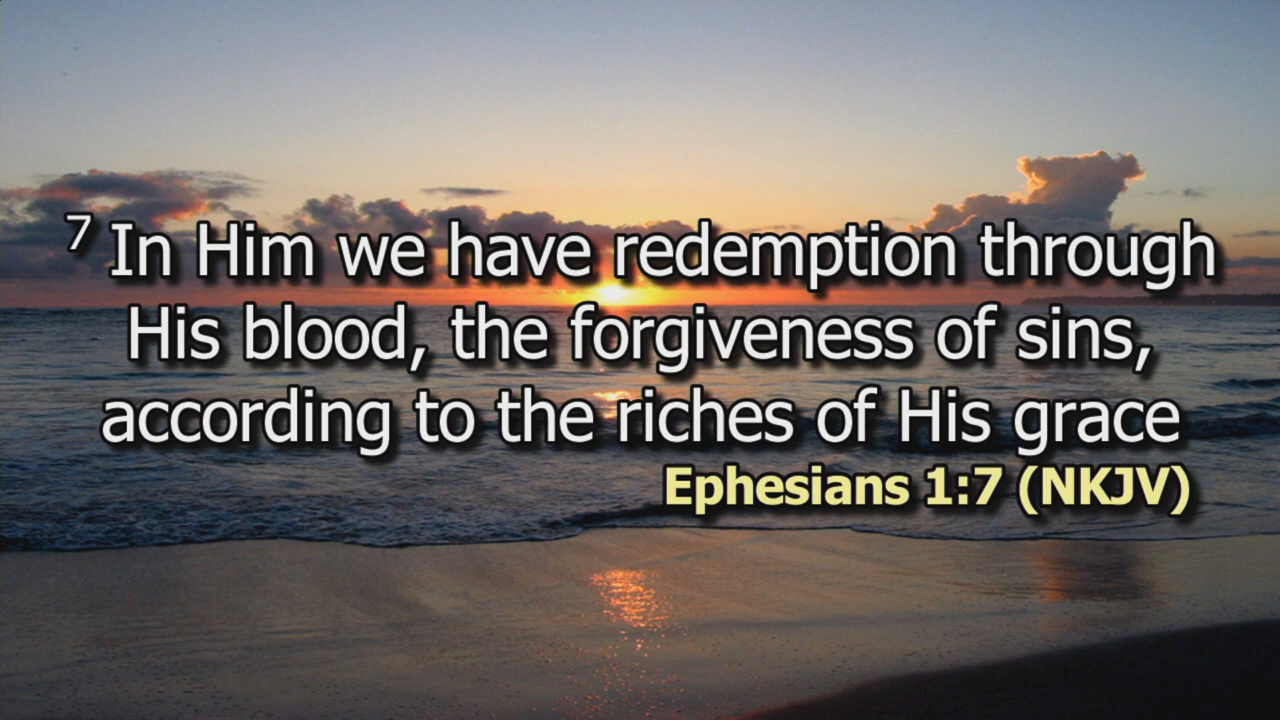 7 In Him we have redemption through
His blood, the forgiveness of sins,
according to the riches of His grace
Ephesians 1:7 (NKJV)